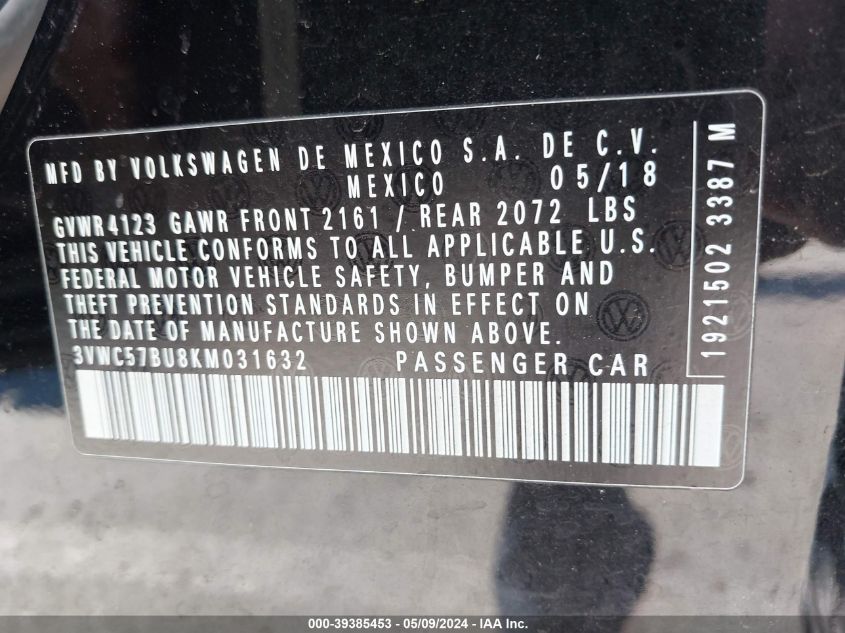 MFD BY VOLKSWAGEN DE MEXICO S.A. DE C.V.
MEXICO 05/18
GVWR4123 GAWR FRONT 2161 / REAR 2072 LBS
THIS VEHICLE CONFORMS TO ALL APPLICABLE U.S.
FEDERAL MOTOR VEHICLE SAFETY, BUMPER AND
THEFT PREVENTION STANDARDS IN EFFECT ON
THE DATE OF MANUFACTURE SHOWN ABOVE.
3VWC57BU8KM031632 PASSENGER CAR
1921502 3387 M
000-39385453 - 05/09/2024 - IAA Inc.